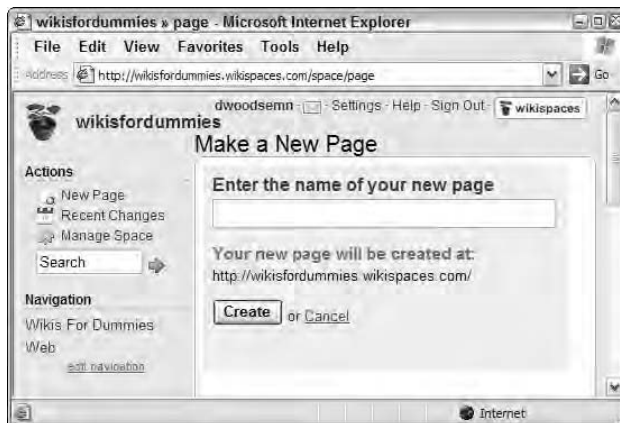 wikisfordummies » page - Microsoft Internet Explorer
File Edit View Favorites Tools Help
Address http://wikisfordummies.wikispaces.com/space/page Go
dwoodsemn - Settings - Help - Sign Out - wikispaces
wikisfordummies
Make a New Page
Actions
New Page
Recent Changes
Manage Space
Search
Navigation
Wikis For Dummies
Web
edit navigation
Enter the name of your new page
Your new page will be created at:
http://wikisfordummies.wikispaces.com/
Create or Cancel
Internet